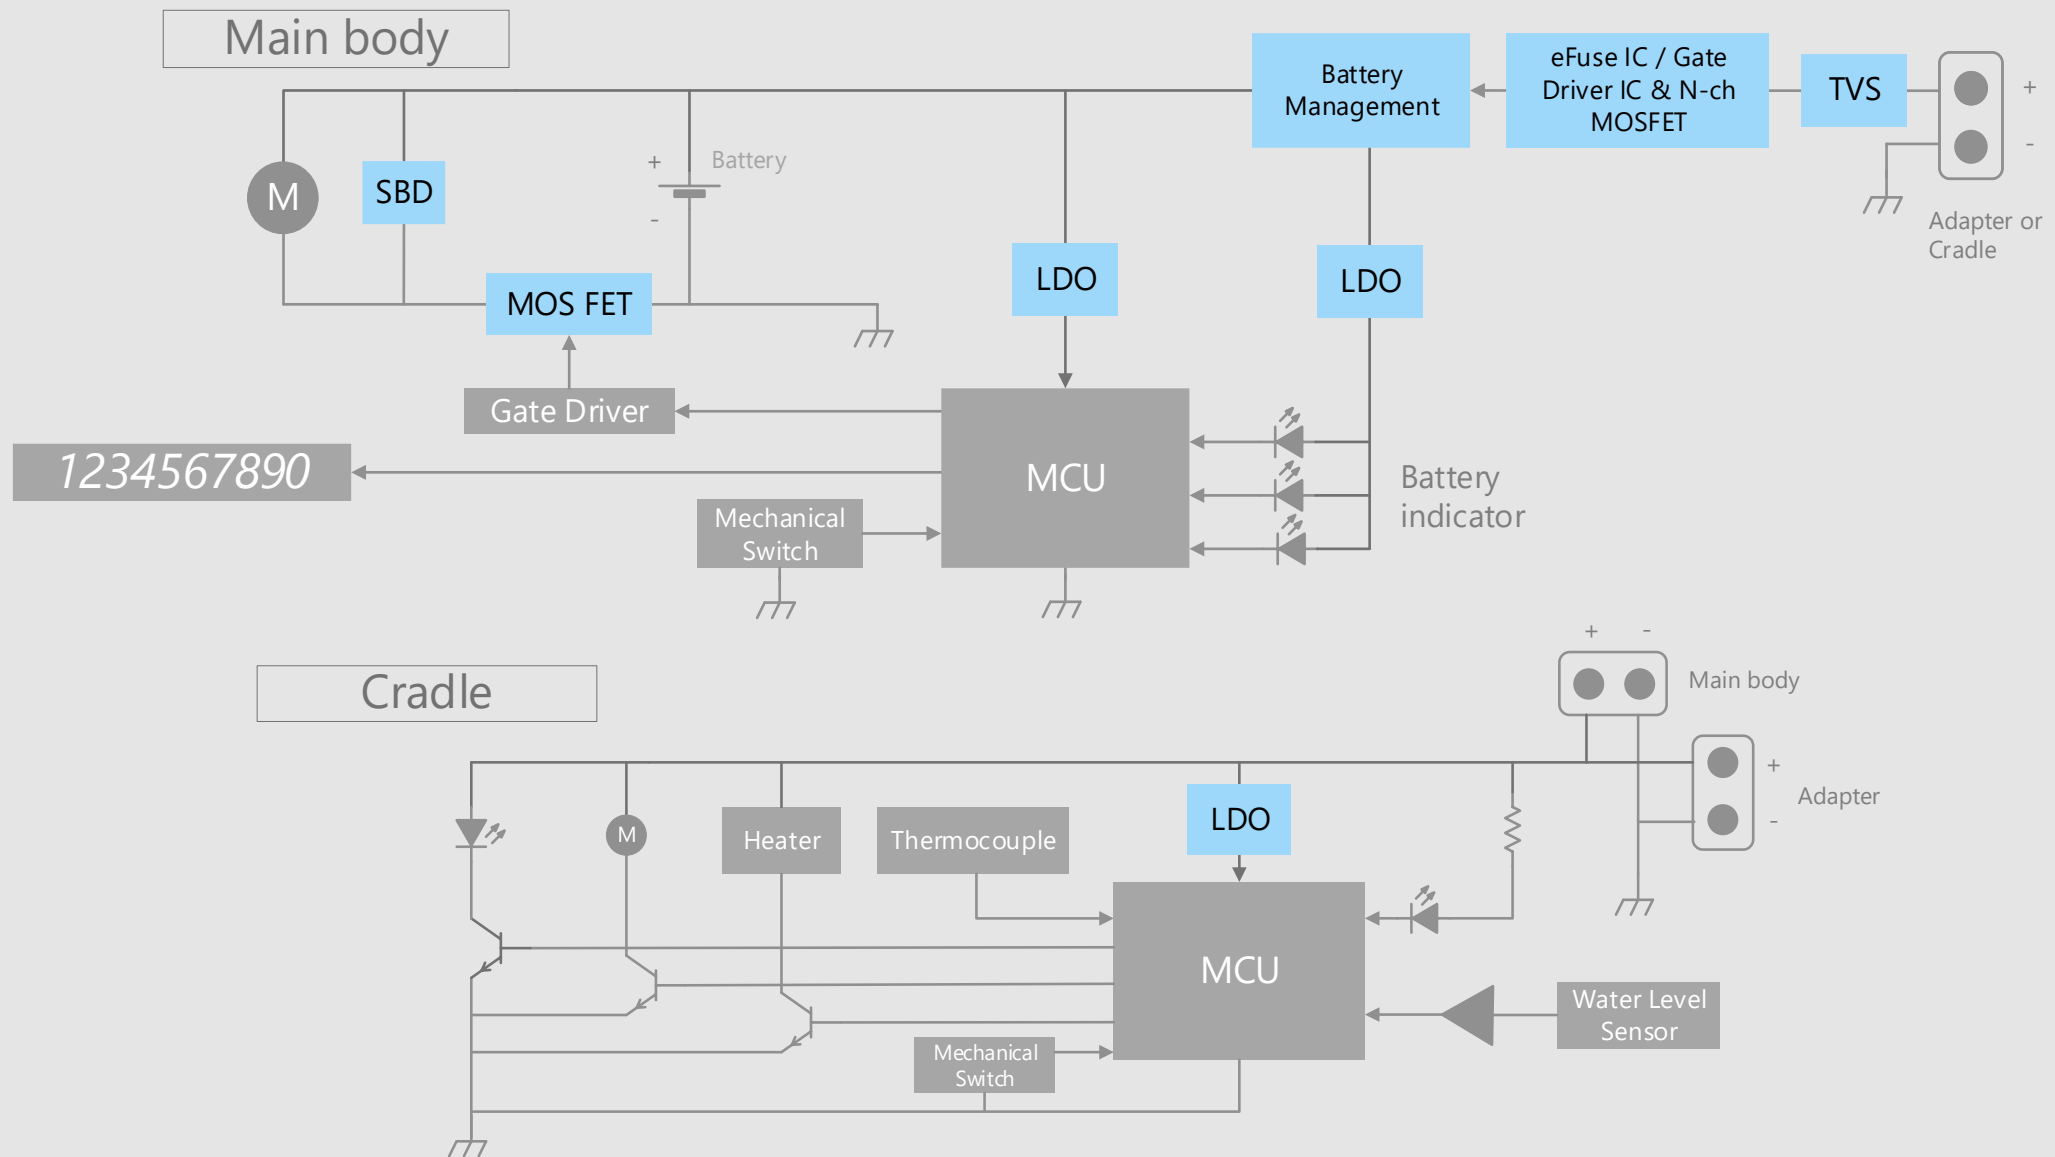 Main body
Battery
Management
eFuse IC / Gate
Driver IC & N-ch
MOSFET
TVS
+
-
Adapter or
Cradle
M
SBD
+
Battery
-
MOS FET
LDO
LDO
Gate Driver
1234567890
MCU
Mechanical
Switch
Battery
indicator
Cradle
+ -
Main body
+
Adapter
-
M
Heater
Thermocouple
LDO
MCU
Water Level
Sensor
Mechanical
Switch